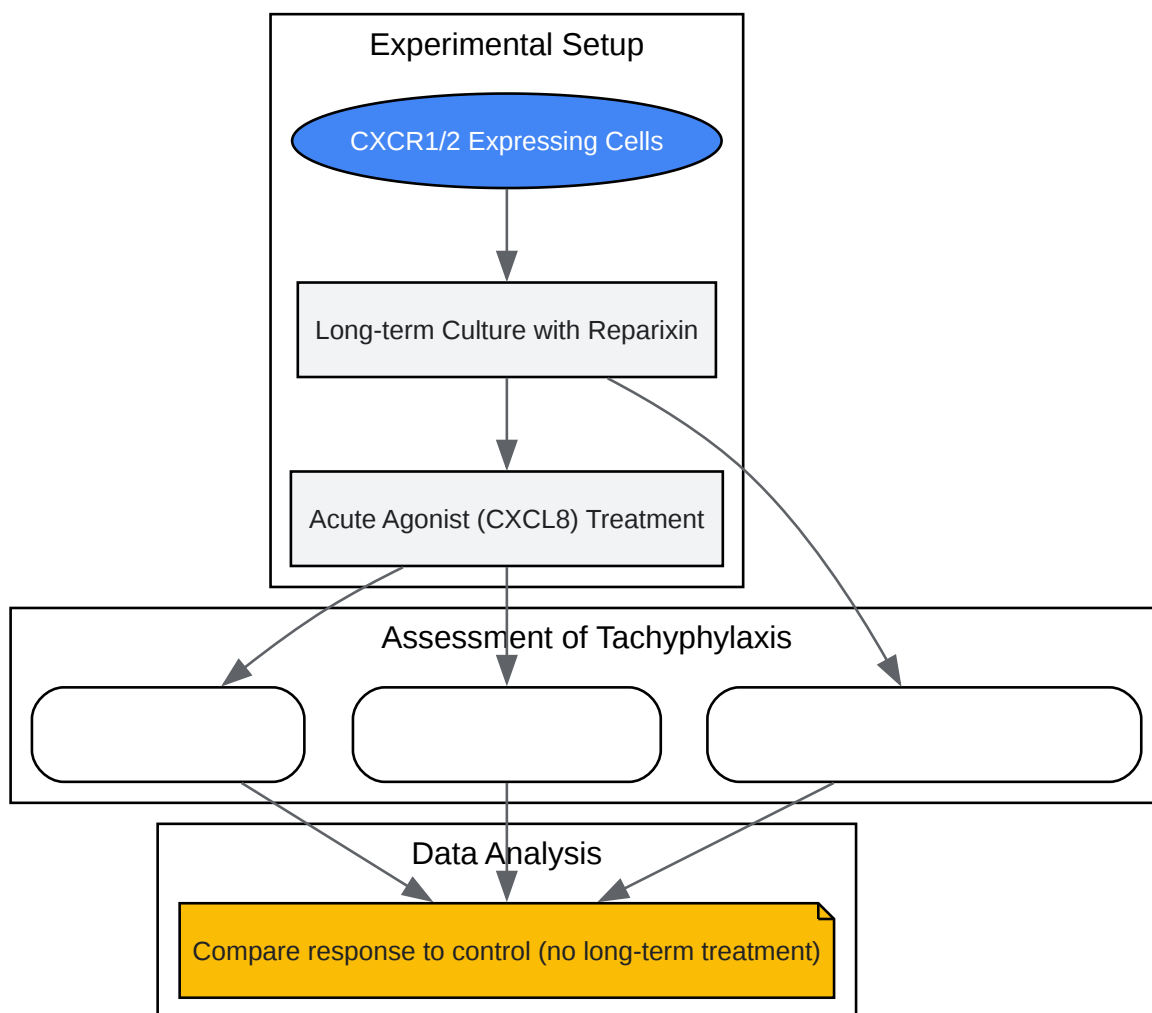 Experimental Setup
CXCR1/2 Expressing Cells
Long-term Culture with Reparixin
Acute Agonist (CXCL8) Treatment
Assessment of Tachyphylaxis
Data Analysis
Compare response to control (no long-term treatment)